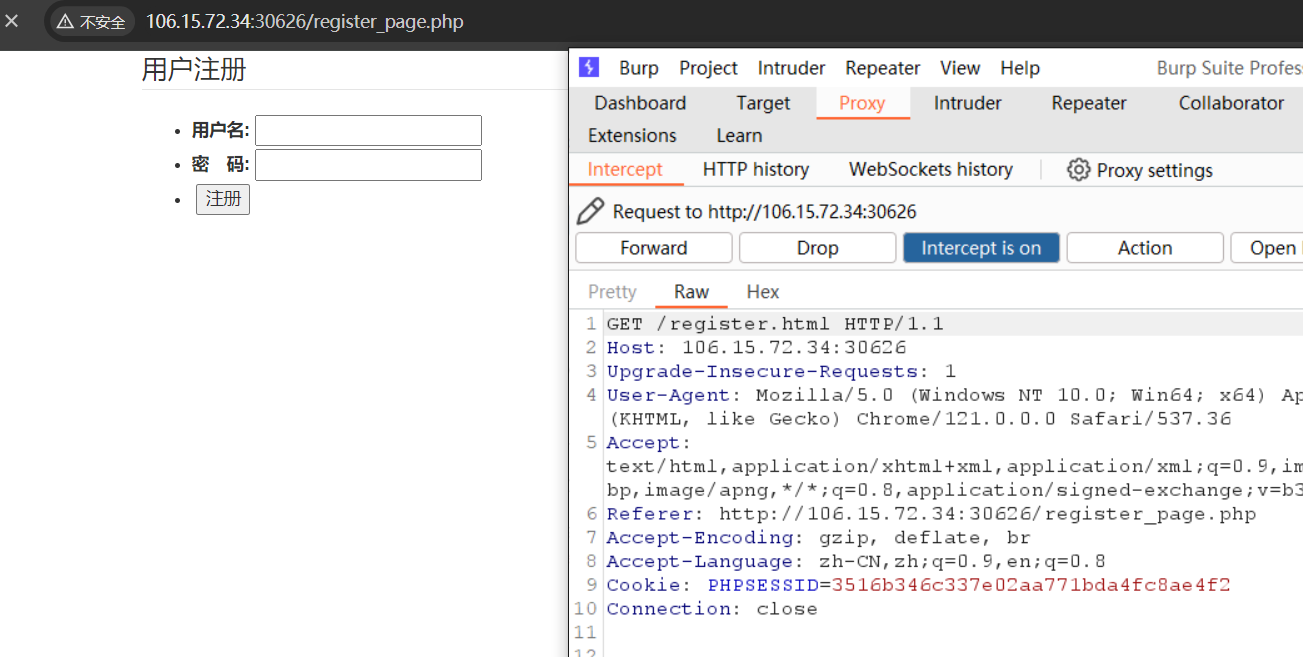 不安全 106.15.72.34:30626/register_page.php
用户注册
用户名:
密 码:
注册
Burp Project Intruder Repeater View Help Burp Suite Profes
Dashboard Target Proxy Intruder Repeater Collaborator
Extensions Learn
Intercept HTTP history WebSockets history Proxy settings
Request to http://106.15.72.34:30626
Forward Drop Intercept is on Action Open
Pretty Raw Hex
1 GET /register.html HTTP/1.1
2 Host: 106.15.72.34:30626
3 Upgrade-Insecure-Requests: 1
4 User-Agent: Mozilla/5.0 (Windows NT 10.0; Win64; x64) Ap
(KHTML, like Gecko) Chrome/121.0.0.0 Safari/537.36
5 Accept:
text/html,application/xhtml+xml,application/xml;q=0.9,im
bp,image/apng,*/*;q=0.8,application/signed-exchange;v=b3
6 Referer: http://106.15.72.34:30626/register_page.php
7 Accept-Encoding: gzip, deflate, br
8 Accept-Language: zh-CN,zh;q=0.9,en;q=0.8
9 Cookie: PHPSESSID=3516b346c337e02aa771bda4fc8ae4f2
10 Connection: close
11
12